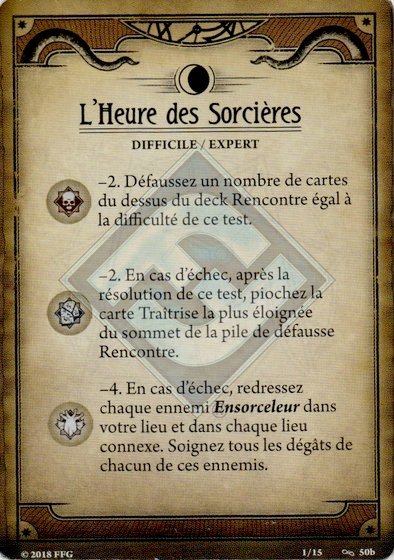 L'Heure des Sorcières
DIFFICILE / EXPERT
–2. Défaussez un nombre de cartes
du dessus du deck Rencontre égal à
la difficulté de ce test.
–2. En cas d'échec, après la
résolution de ce test, piochez la
carte Traîtrise la plus éloignée
du sommet de la pile de défausse
Rencontre.
–4. En cas d'échec, redressez
chaque ennemi Ensorceleur dans
votre lieu et dans chaque lieu
connexe. Soignez tous les dégâts de
chacun de ces ennemis.
© 2018 FFG
1/15
50b